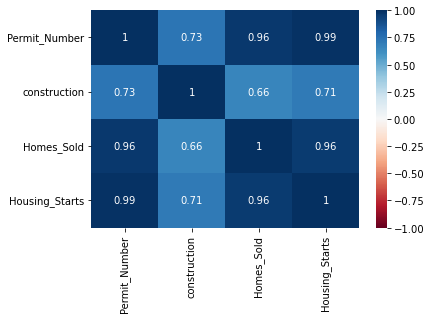 Permit_Number 1 0.73 0.96 0.99
construction 0.73 1 0.66 0.71
Homes_Sold 0.96 0.66 1 0.96
Housing_Starts 0.99 0.71 0.96 1
Permit_Number
construction
Homes_Sold
Housing_Starts
1.00
0.75
0.50
0.25
0.00
−0.25
−0.50
−0.75
−1.00